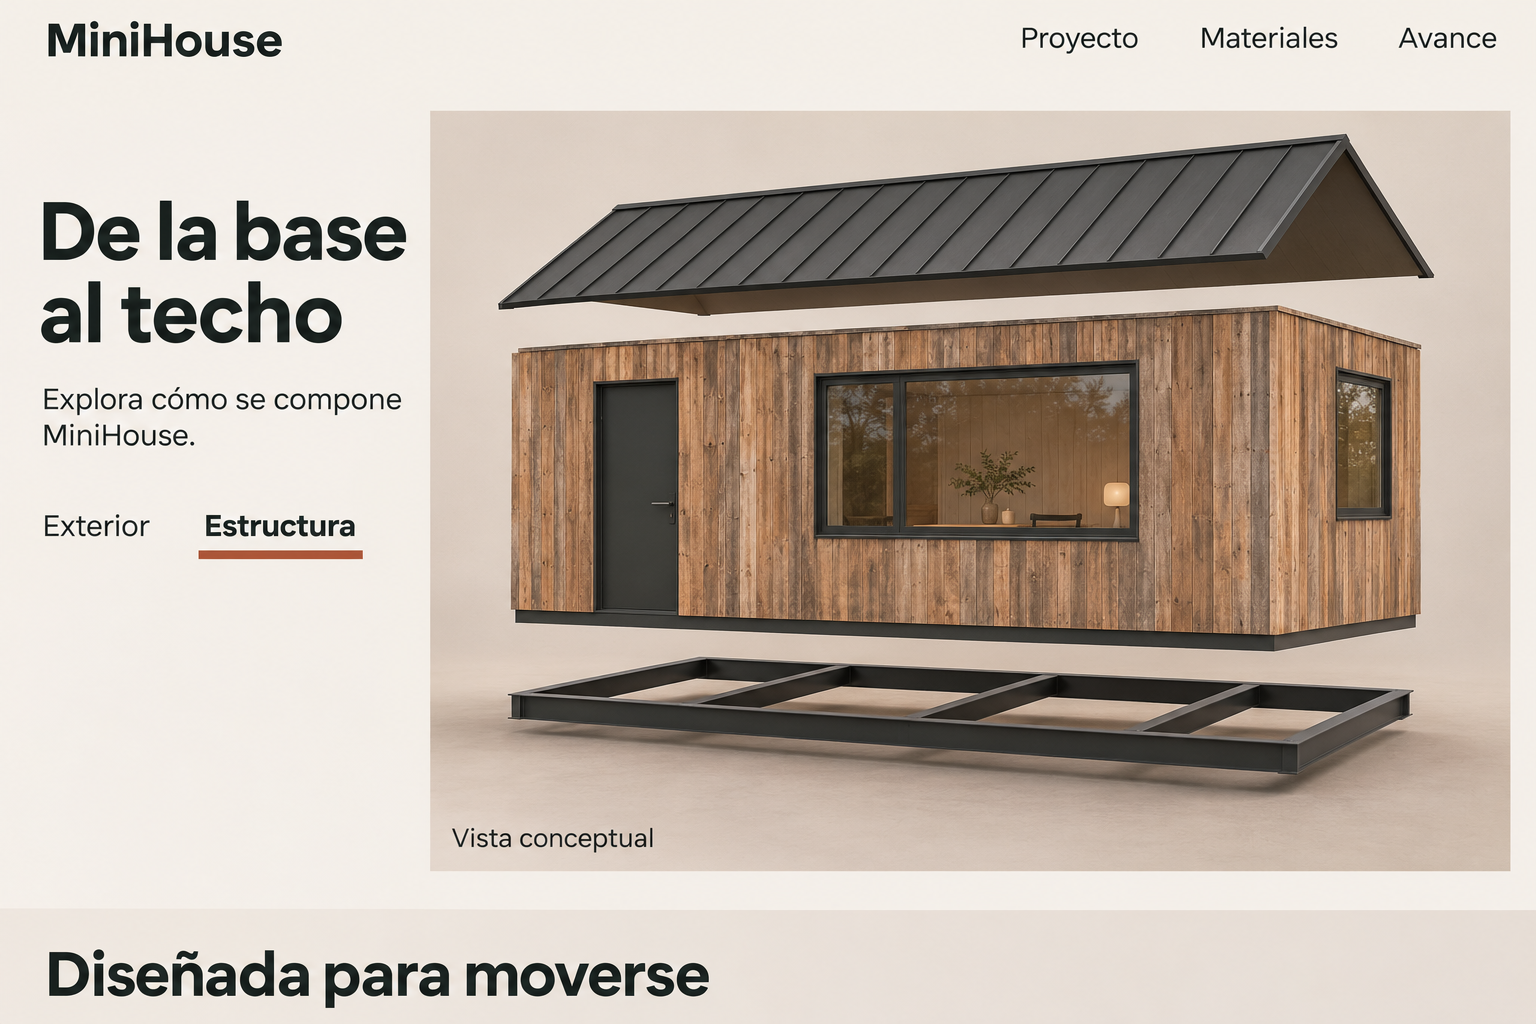 MiniHouse
Proyecto
Materiales
Avance
De la base
al techo
Explora cómo se compone
MiniHouse.
Exterior
Estructura
Vista conceptual
Diseñada para moverse